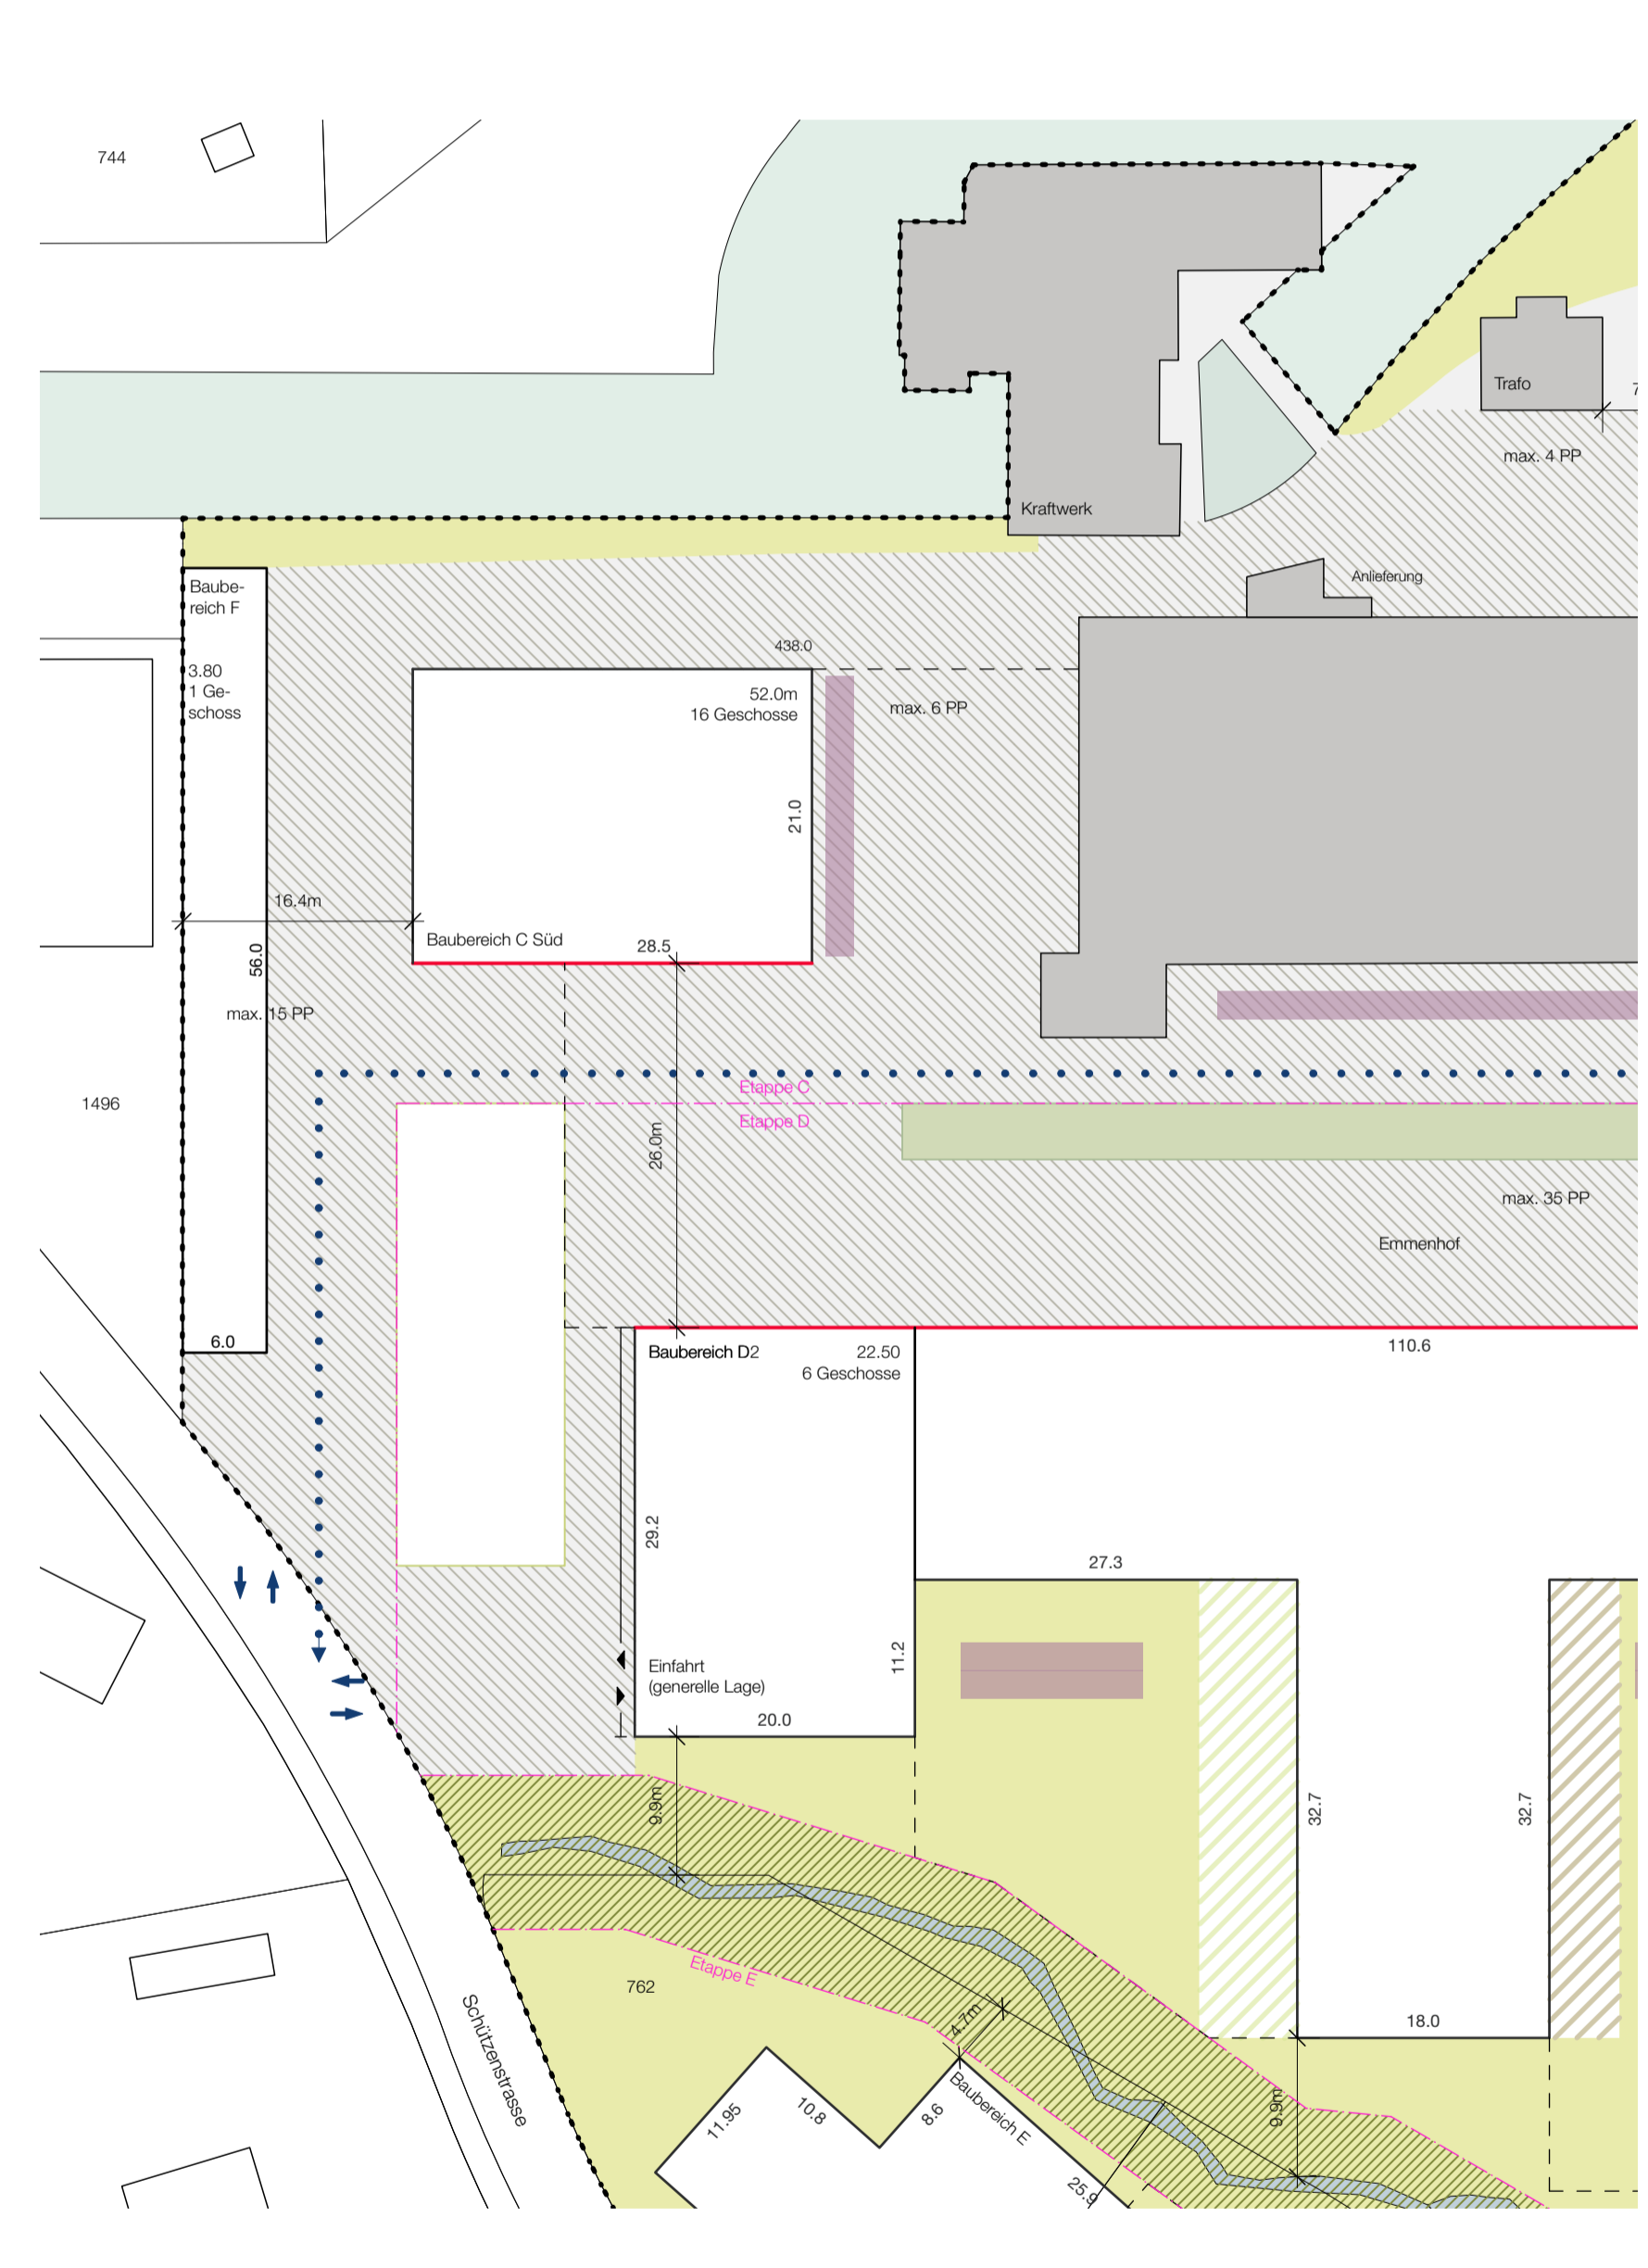 744
Trafo
7
max. 4 PP
Kraftwerk
Anlieferung
Baube-
reich F
438.0
3.80
1 Ge-
schoss
52.0m
16 Geschosse
max. 6 PP
21.0
16.4m
Baubereich C Süd
28.5
56.0
max. 15 PP
Etappe C
1496
Etappe D
26.0m
max. 35 PP
Emmenhof
6.0
Baubereich D2
22.50
6 Geschosse
110.6
29.2
27.3
11.2
Einfahrt
(generelle Lage)
20.0
9.9m
32.7
32.7
Etappe E
762
4.7m
18.0
Schützenstrasse
Baubereich E
11.95
10.8
8.6
9.9m
25.9